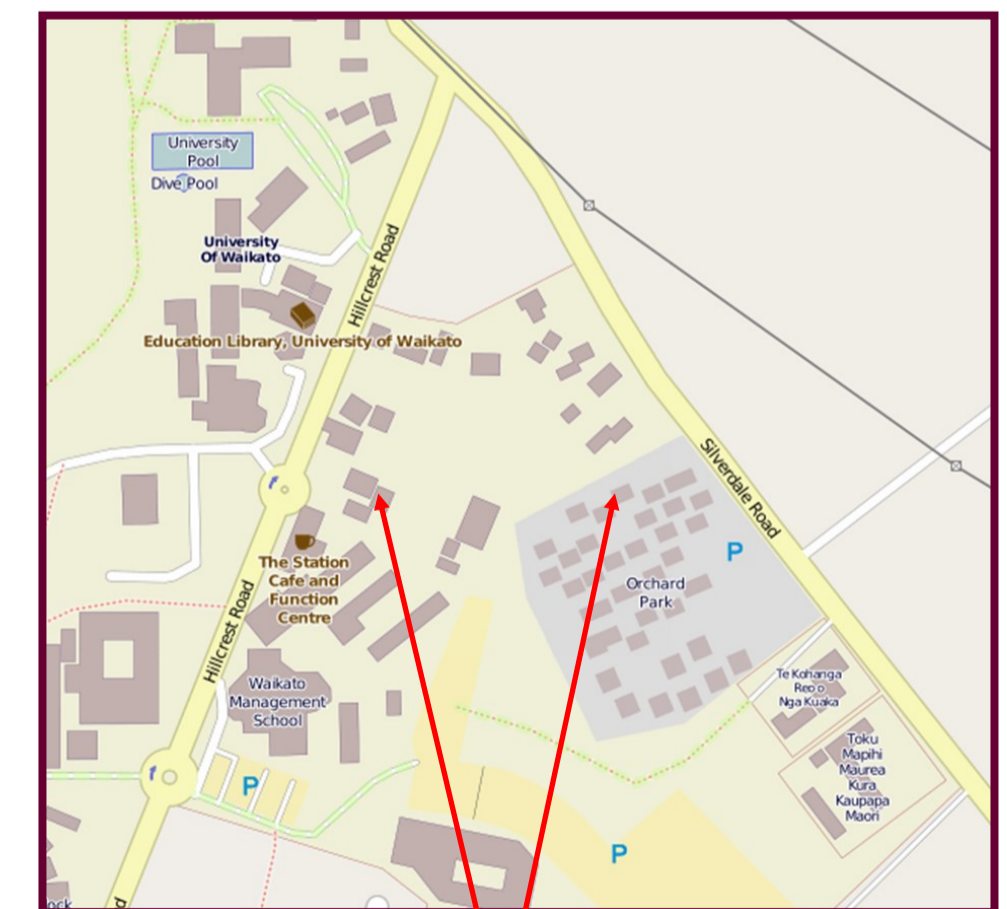 University
Pool
Dive Pool
University
Of Waikato
Hillcrest Road
Education Library, University of Waikato
Silverdale Road
P
The Station
Cafe and
Function
Centre
Orchard
Park
Hillcrest Road
Waikato
Management
School
Te Kohanga
Reo o
Nga Kuaka
Toku
Mapihi
Maurea
Kura
Kaupapa
Maori
P
P
ock
d